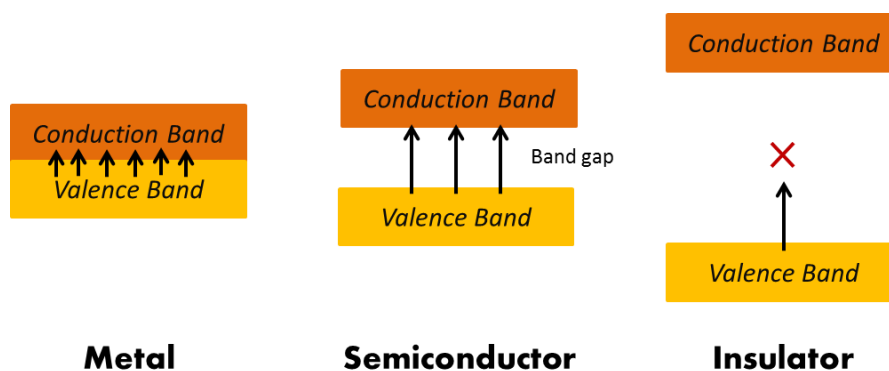 Conduction Band
Valence Band
Metal
Conduction Band
Band gap
Valence Band
Semiconductor
Conduction Band
Valence Band
Insulator